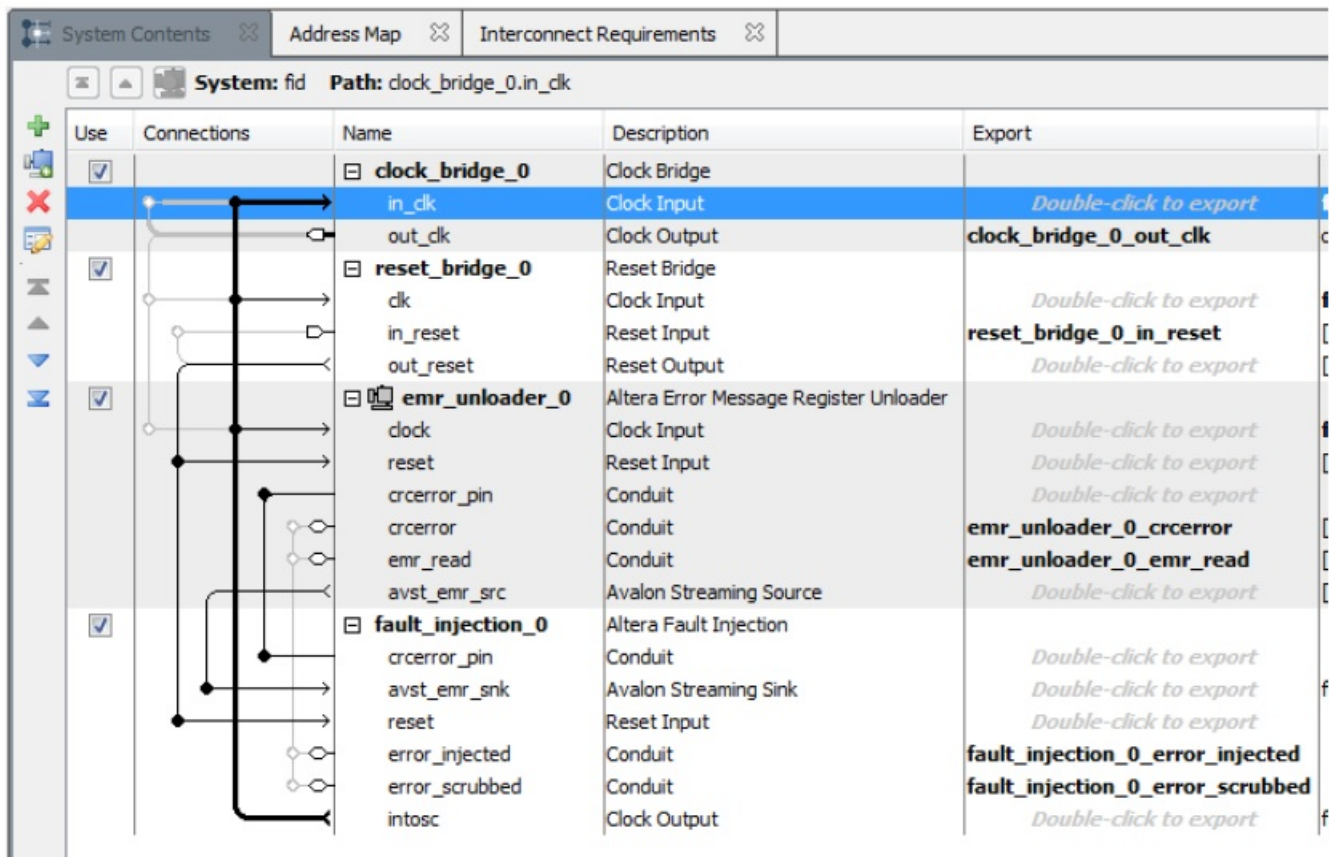 System Contents Address Map Interconnect Requirements
System: fid Path: clock_bridge_0.in_clk
Use Connections Name Description Export
clock_bridge_0 Clock Bridge
in_clk Clock Input Double-click to export
out_clk Clock Output clock_bridge_0_out_clk
reset_bridge_0 Reset Bridge
clk Clock Input Double-click to export
in_reset Reset Input reset_bridge_0_in_reset
out_reset Reset Output Double-click to export
emr_unloader_0 Altera Error Message Register Unloader
clock Clock Input Double-click to export
reset Reset Input Double-click to export
crcerror_pin Conduit Double-click to export
crcerror Conduit emr_unloader_0_crcerror
emr_read Conduit emr_unloader_0_emr_read
avst_emr_src Avalon Streaming Source Double-click to export
fault_injection_0 Altera Fault Injection
crcerror_pin Conduit Double-click to export
avst_emr_snk Avalon Streaming Sink Double-click to export
reset Reset Input Double-click to export
error_injected Conduit fault_injection_0_error_injected
error_scrubbed Conduit fault_injection_0_error_scrubbed
intosc Clock Output Double-click to export